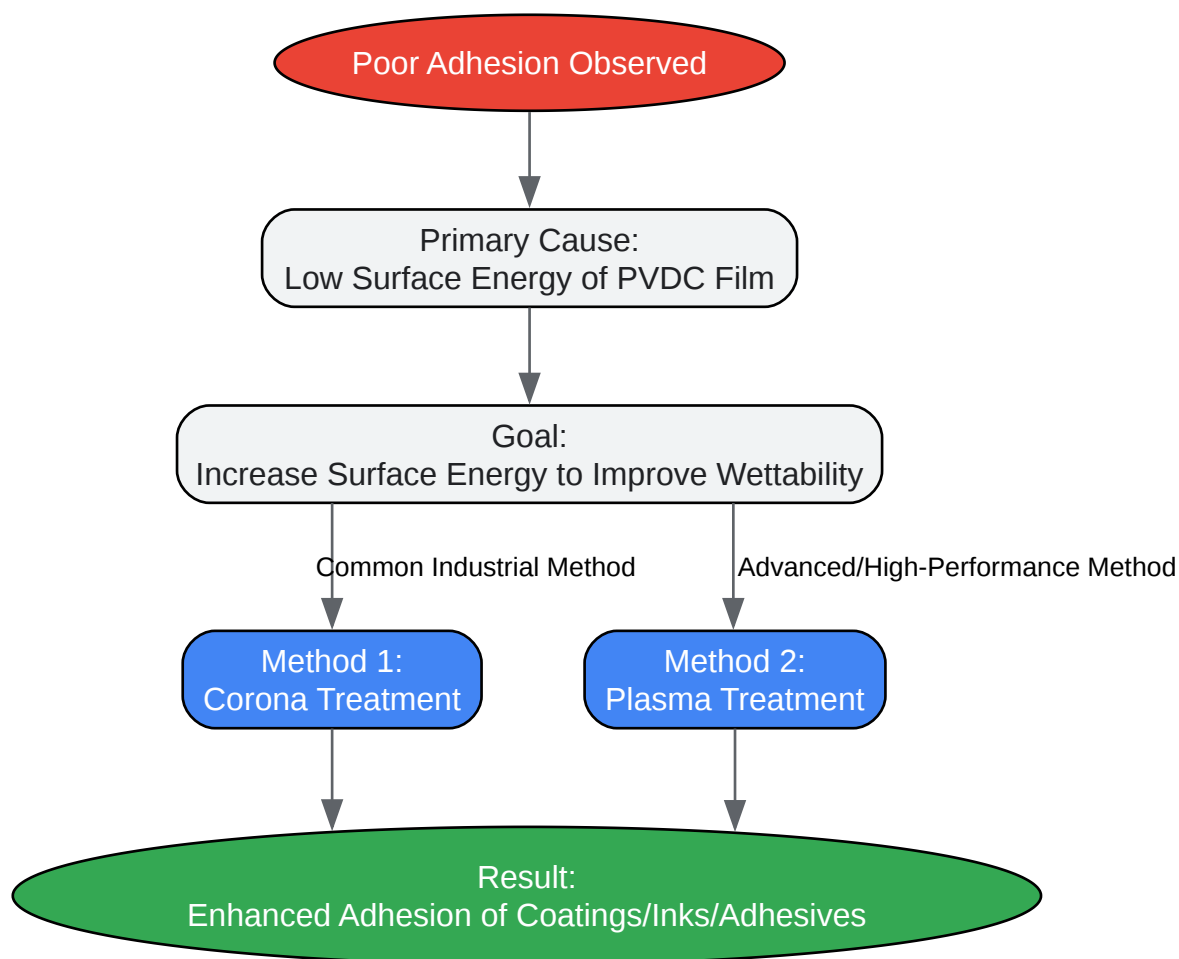 Poor Adhesion Observed
Primary Cause:
Low Surface Energy of PVDC Film
Goal:
Increase Surface Energy to Improve Wettability
Common Industrial Method
Advanced/High-Performance Method
Method 1:
Corona Treatment
Method 2:
Plasma Treatment
Result:
Enhanced Adhesion of Coatings/Inks/Adhesives